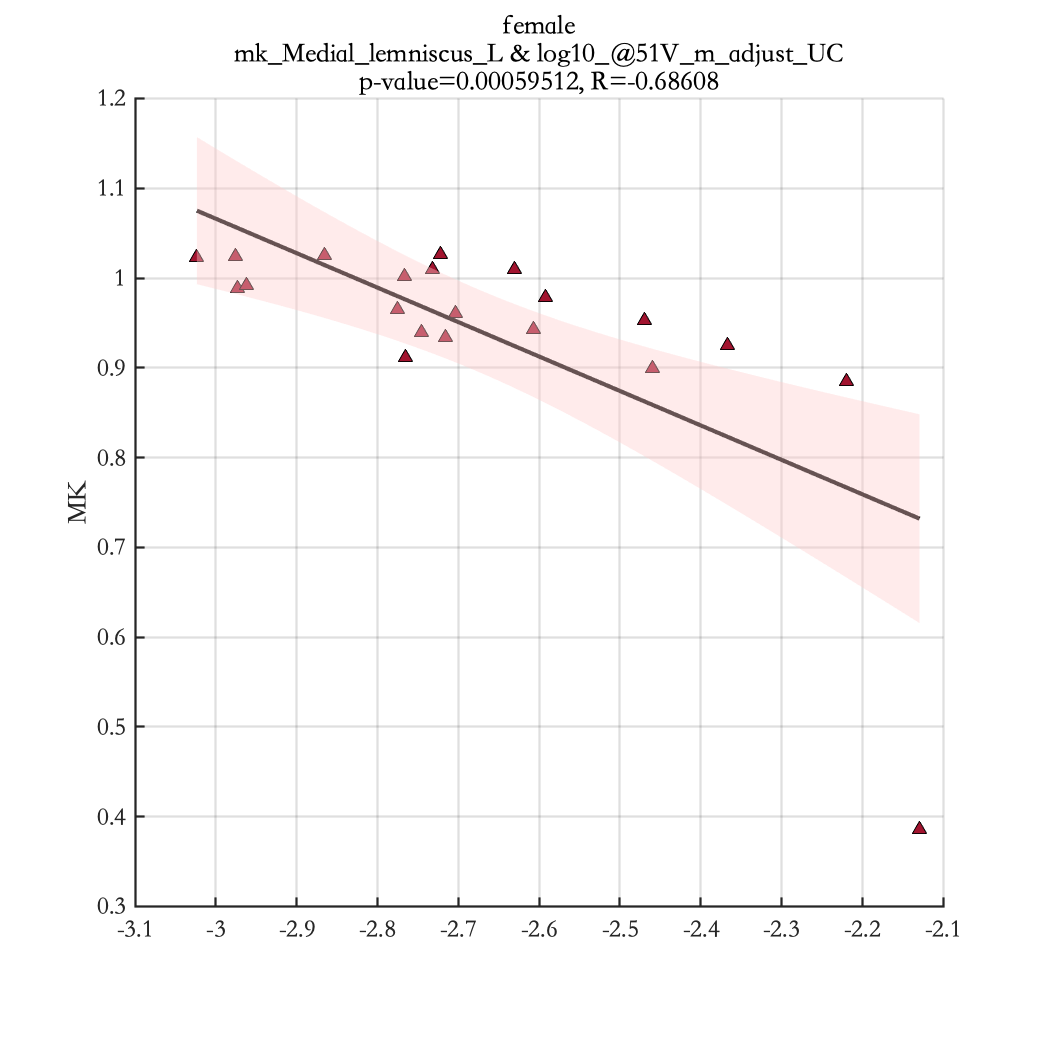 female
mk_Medial_lemniscus_L & log10_@51V_m_adjust_UC
p-value=0.00059512, R=-0.68608
1.2
1.1
1
0.9
0.8
MK
0.7
0.6
0.5
0.4
0.3
-3.1 -3 -2.9 -2.8 -2.7 -2.6 -2.5 -2.4 -2.3 -2.2 -2.1